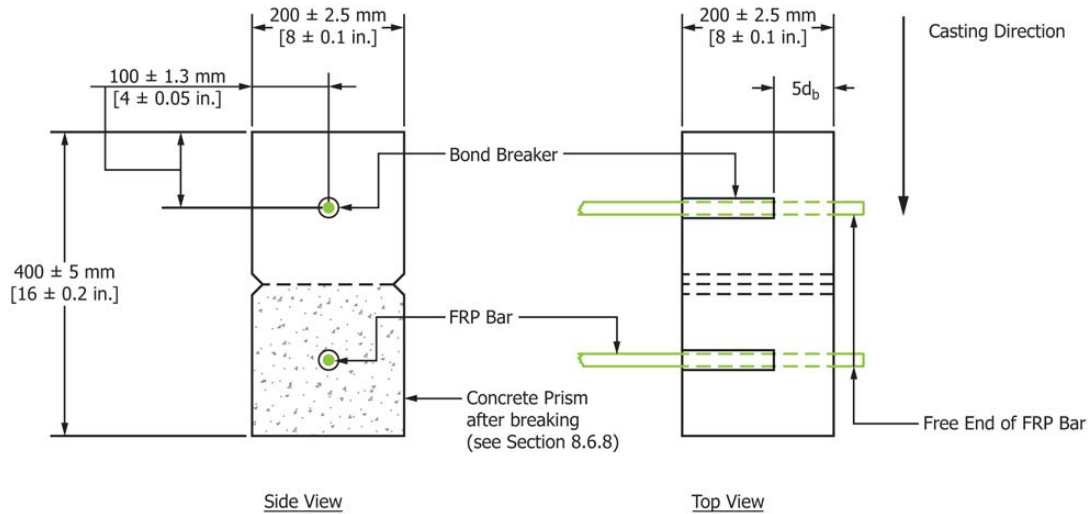 200 ± 2.5 mm
[8 ± 0.1 in.]
200 ± 2.5 mm
[8 ± 0.1 in.]
Casting Direction
100 ± 1.3 mm
[4 ± 0.05 in.]
5d_b
Bond Breaker
400 ± 5 mm
[16 ± 0.2 in.]
FRP Bar
Concrete Prism
after breaking
(see Section 8.6.8)
Free End of FRP Bar
Side View
Top View